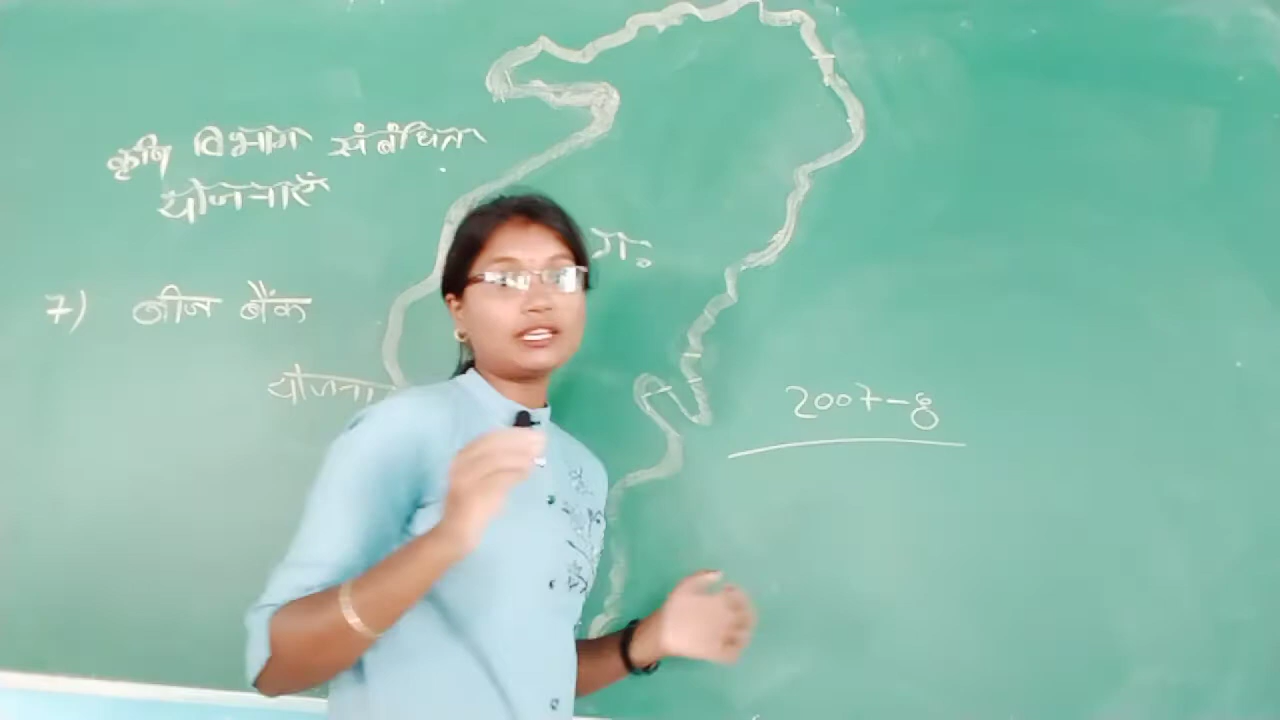 कृषि विभाग संबंधित
योजनाएँ
7) बीज बैंक
योजना
2007-8